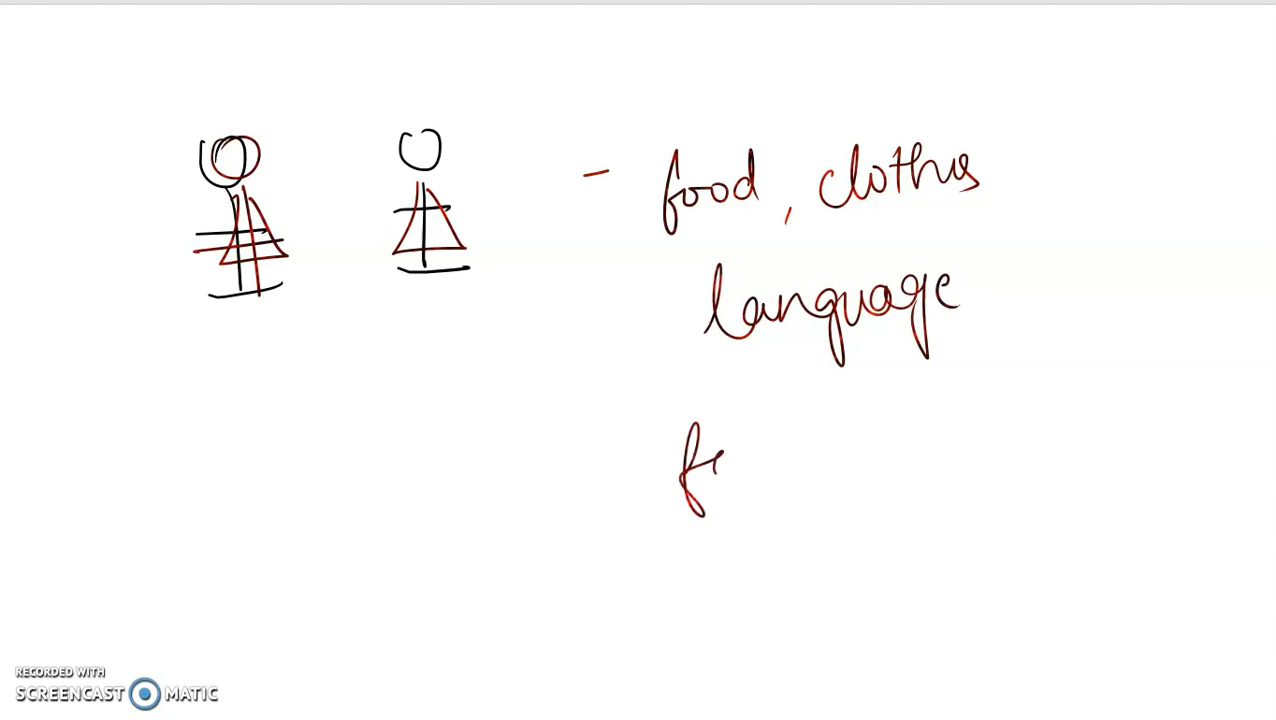 - food, clothes
language
RECORDED WITH
SCREENCAST MATIC